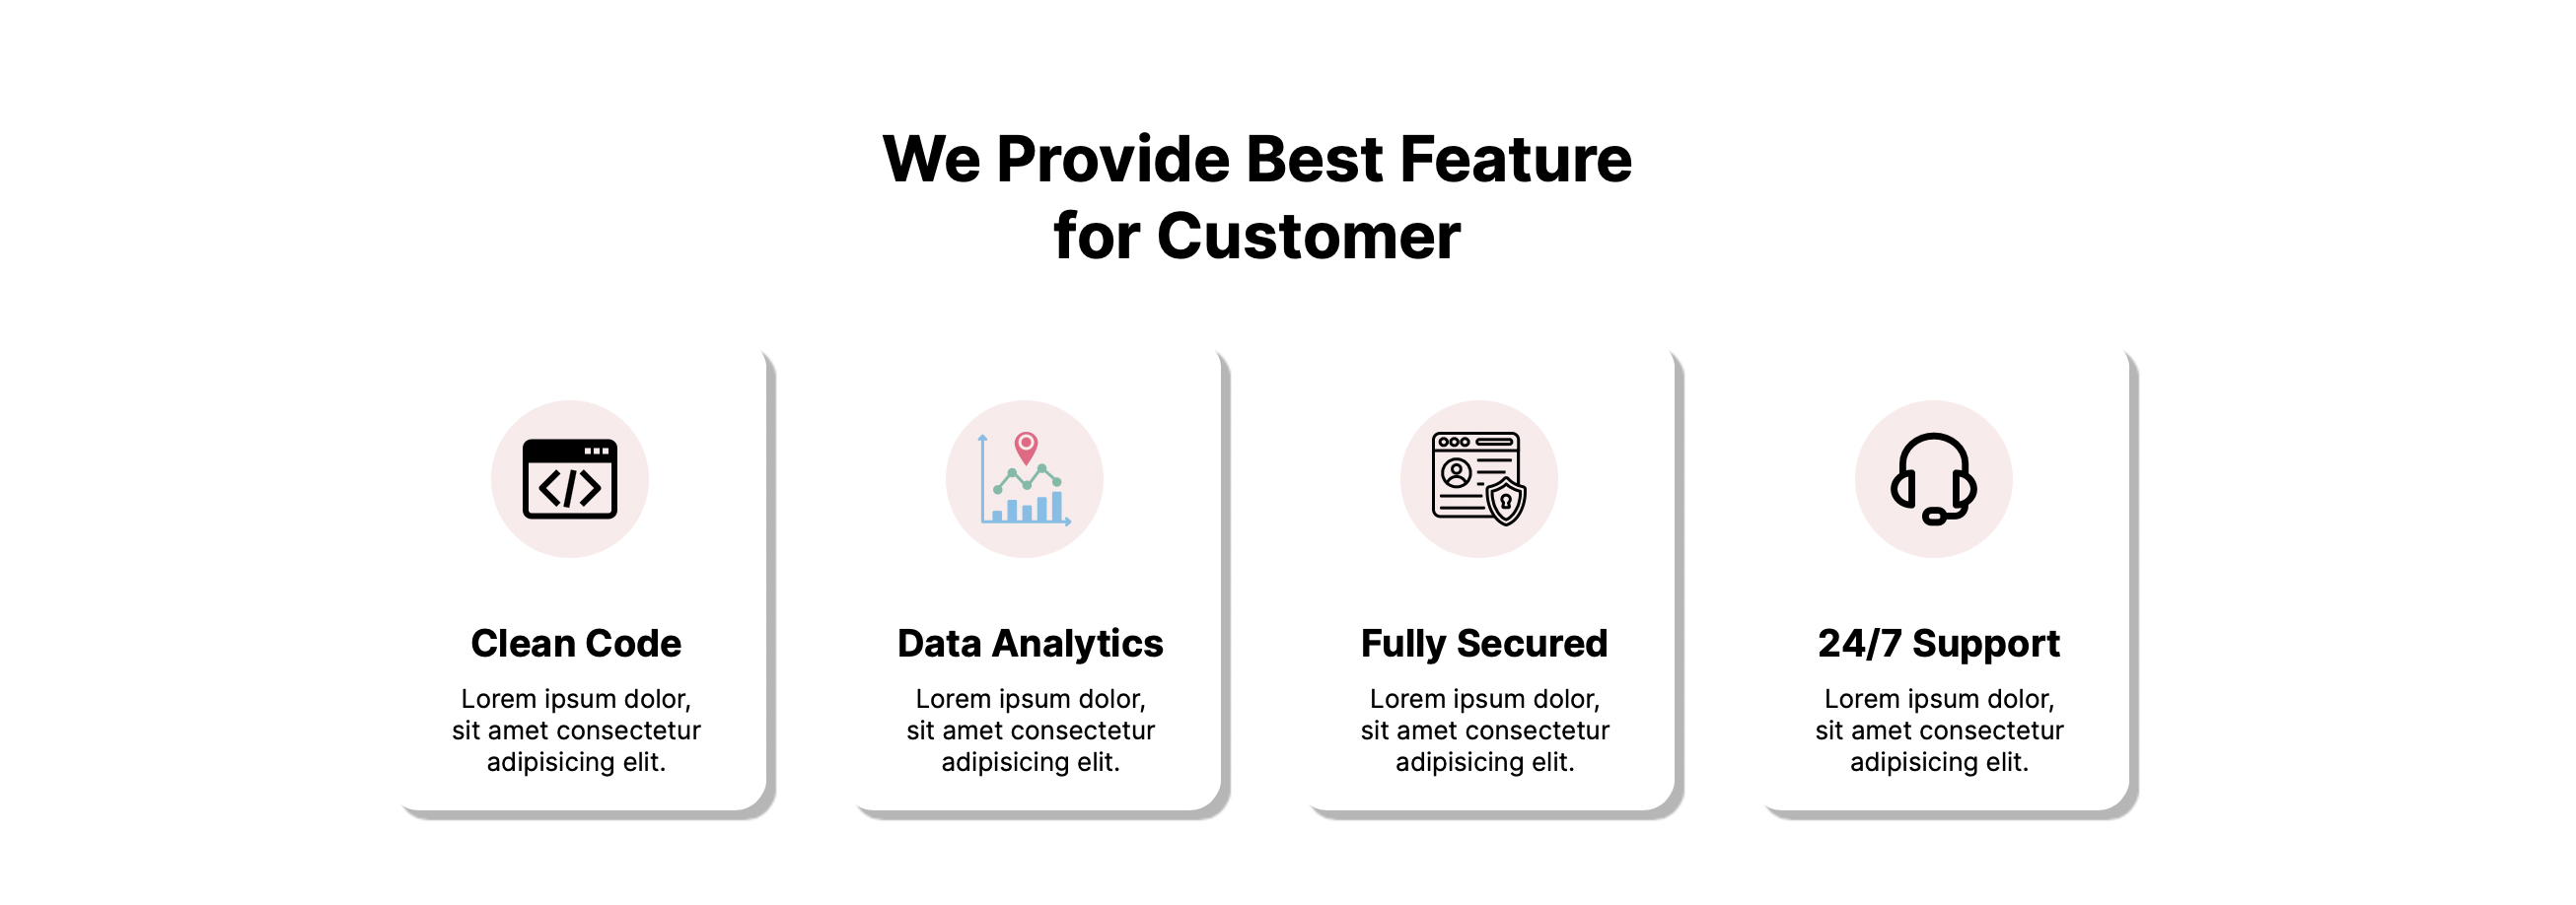 We Provide Best Feature
for Customer
Clean Code
Lorem ipsum dolor,
sit amet consectetur
adipisicing elit.
Data Analytics
Lorem ipsum dolor,
sit amet consectetur
adipisicing elit.
Fully Secured
Lorem ipsum dolor,
sit amet consectetur
adipisicing elit.
24/7 Support
Lorem ipsum dolor,
sit amet consectetur
adipisicing elit.